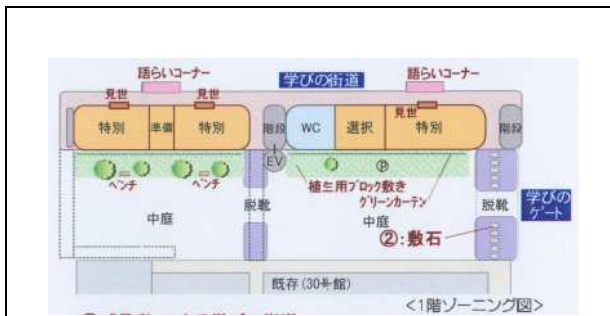 語らいコーナー 学びの街道 語らいコーナー
見世 見世 見世
特別 準備 特別 階段 WC 選択 特別 階段
EV
P
ベンチ ベンチ 植生用ブロック敷き
グリーンカーテン
脱靴 脱靴 学びの
ゲート
中庭 中庭
②:敷石
既存(30号館)
<1階ゾーニング図>